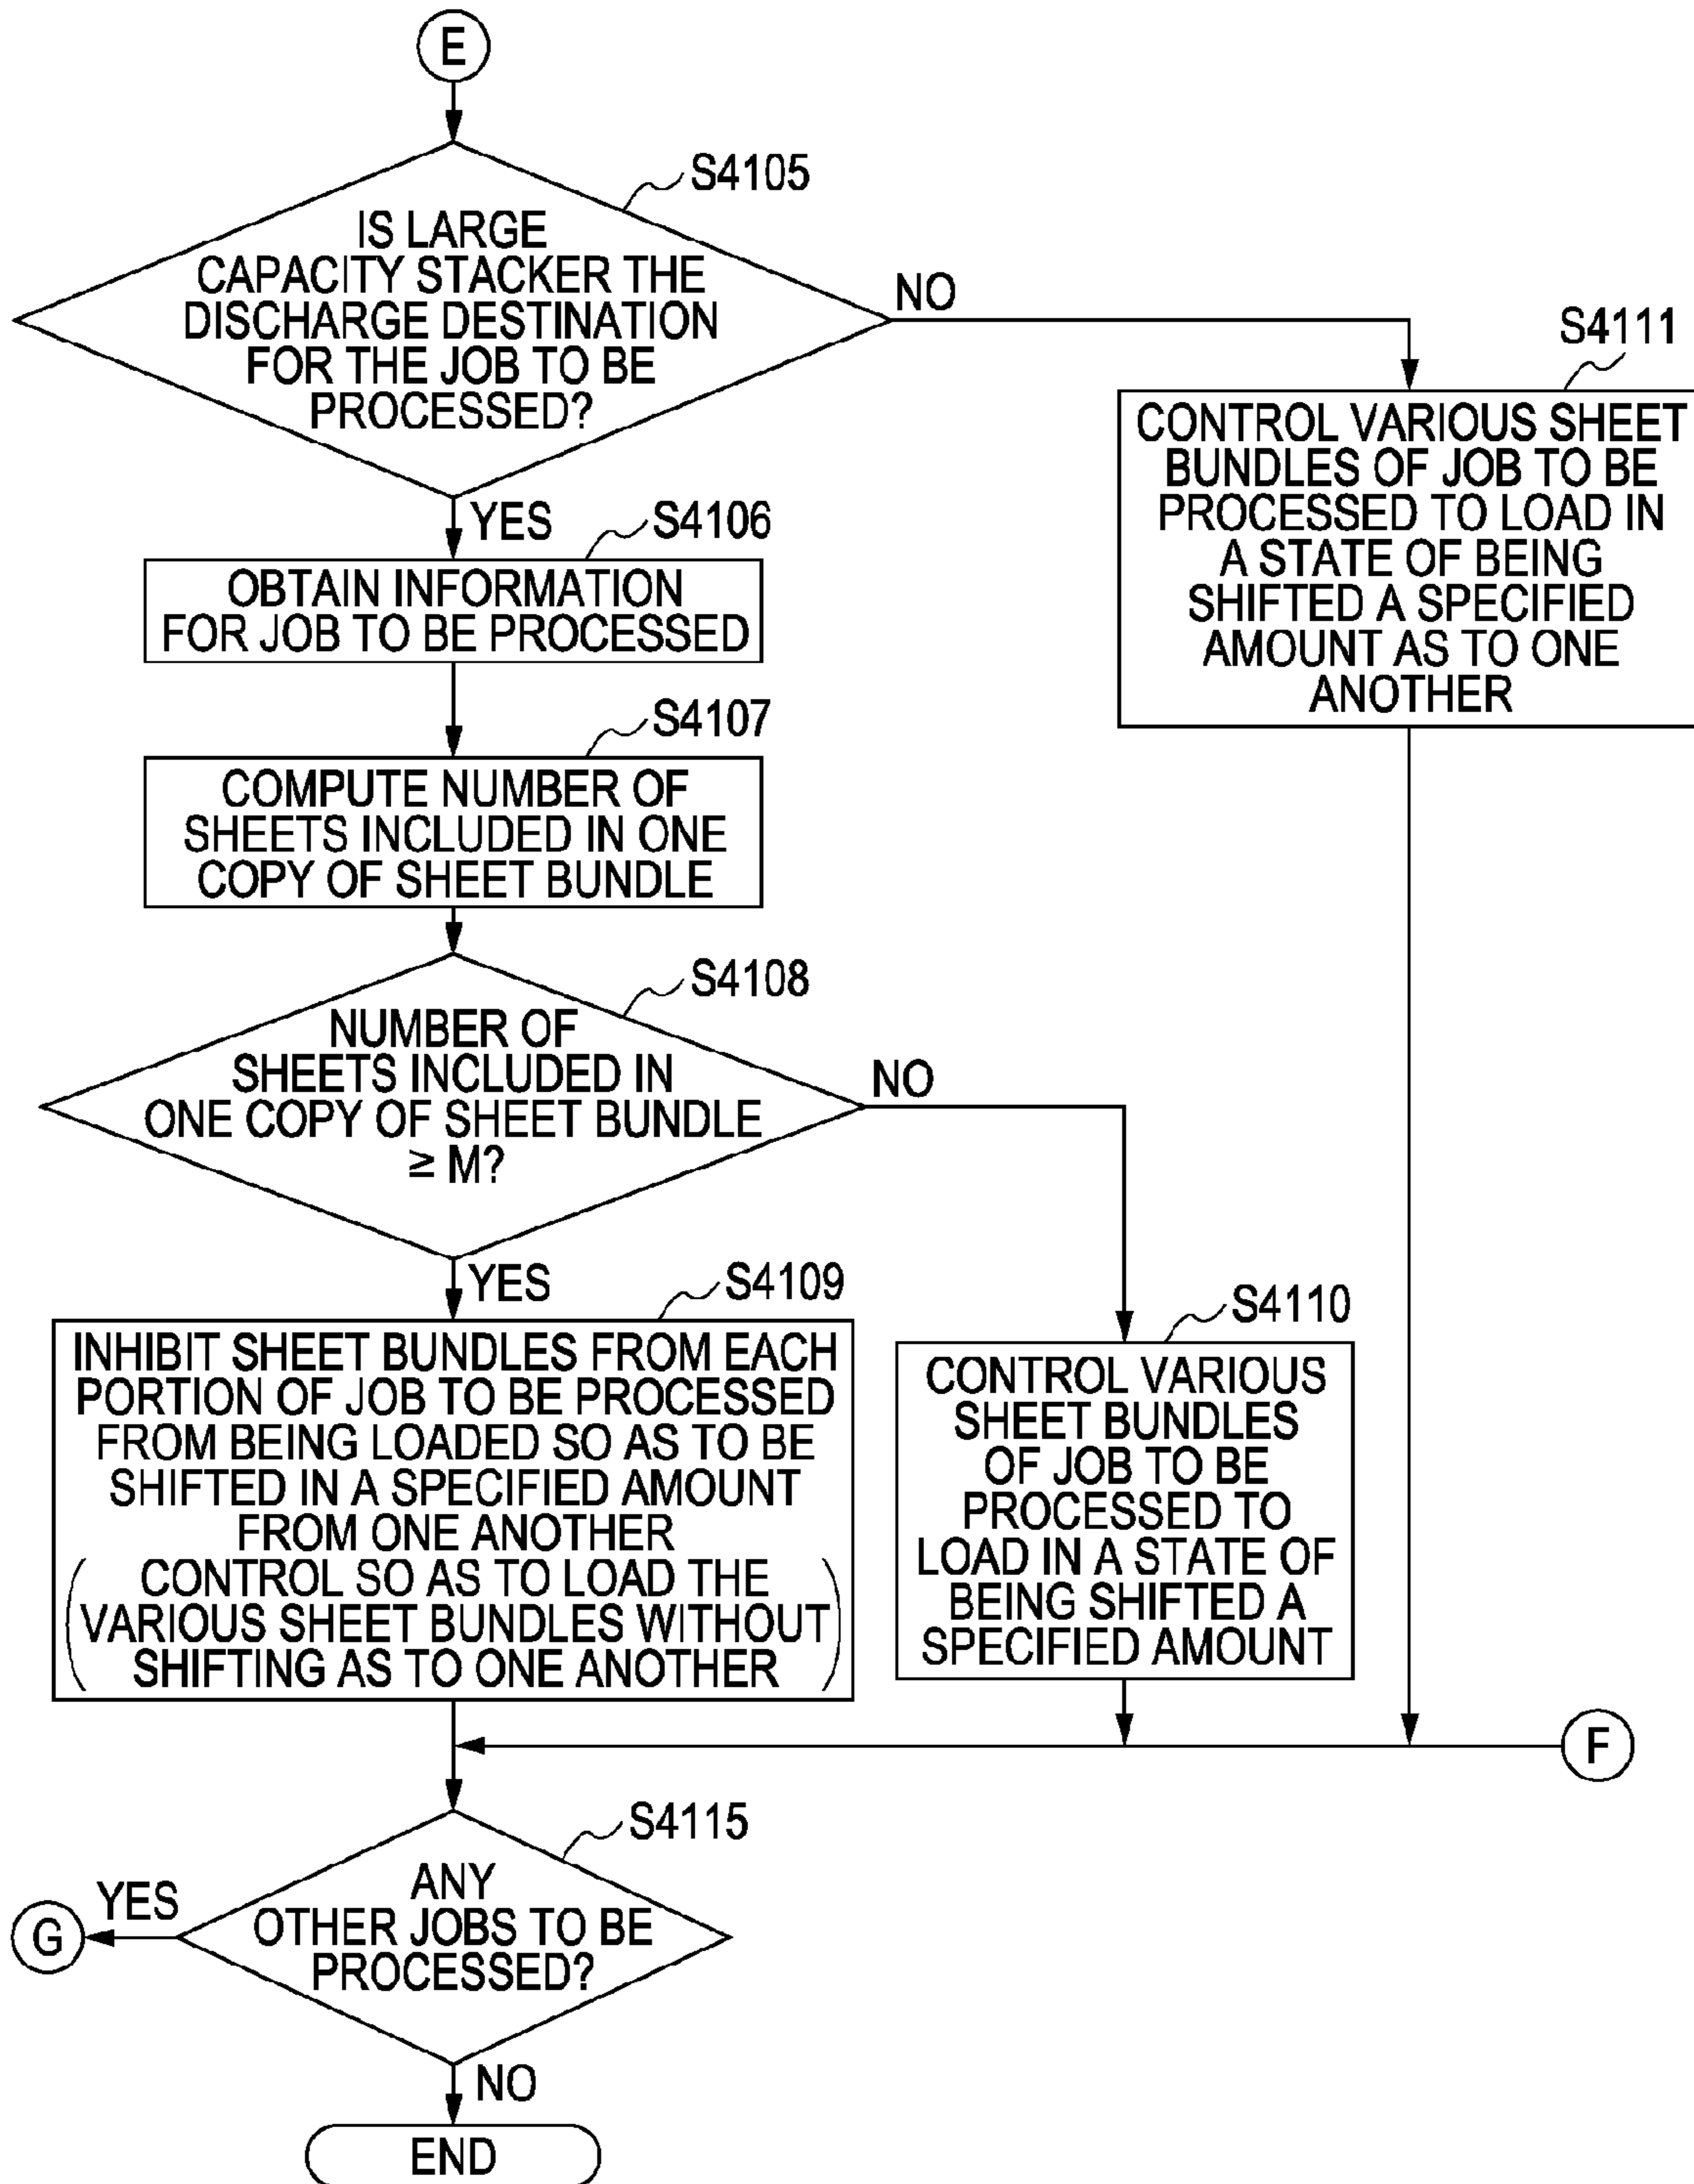 E
S4105
IS LARGE
CAPACITY STACKER THE
DISCHARGE DESTINATION
FOR THE JOB TO BE
PROCESSED?
NO
YES
S4111
CONTROL VARIOUS SHEET
BUNDLES OF JOB TO BE
PROCESSED TO LOAD IN
A STATE OF BEING
SHIFTED A SPECIFIED
AMOUNT AS TO ONE
ANOTHER
S4106
OBTAIN INFORMATION
FOR JOB TO BE PROCESSED
S4107
COMPUTE NUMBER OF
SHEETS INCLUDED IN ONE
COPY OF SHEET BUNDLE
S4108
NUMBER OF
SHEETS INCLUDED IN
ONE COPY OF SHEET BUNDLE
≥ M?
NO
YES
S4109
INHIBIT SHEET BUNDLES FROM EACH
PORTION OF JOB TO BE PROCESSED
FROM BEING LOADED SO AS TO BE
SHIFTED IN A SPECIFIED AMOUNT
FROM ONE ANOTHER
( CONTROL SO AS TO LOAD THE
VARIOUS SHEET BUNDLES WITHOUT
SHIFTING AS TO ONE ANOTHER )
S4110
CONTROL VARIOUS
SHEET BUNDLES
OF JOB TO BE
PROCESSED TO
LOAD IN A STATE OF
BEING SHIFTED A
SPECIFIED AMOUNT
F
S4115
ANY
OTHER JOBS TO BE
PROCESSED?
YES
G
NO
END